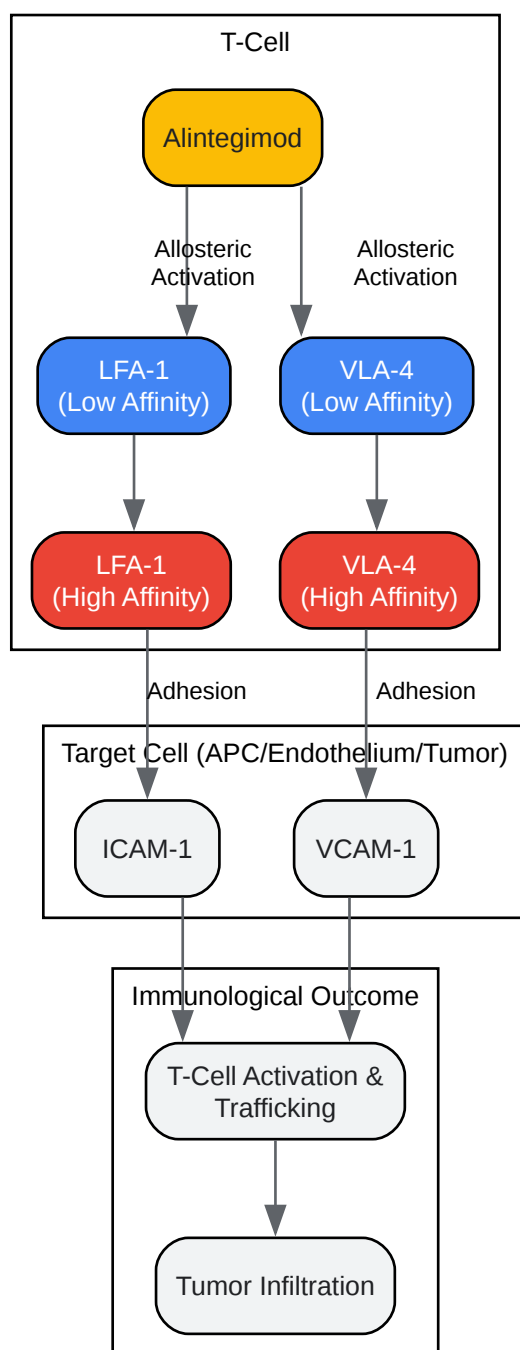 T-Cell
Alintegimod
Allosteric
Activation
Allosteric
Activation
LFA-1
(Low Affinity)
VLA-4
(Low Affinity)
LFA-1
(High Affinity)
VLA-4
(High Affinity)
Adhesion
Adhesion
Target Cell (APC/Endothelium/Tumor)
ICAM-1
VCAM-1
Immunological Outcome
T-Cell Activation &
Trafficking
Tumor Infiltration